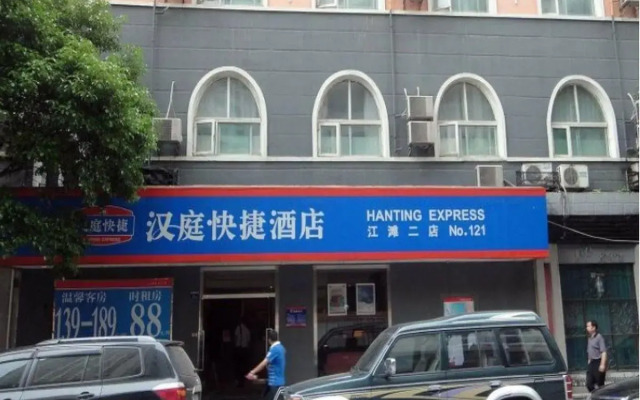 汉庭快捷
汉庭快捷酒店
HANTING EXPRESS
江滩二店 No.121
温馨客房 时租房
139-189 88